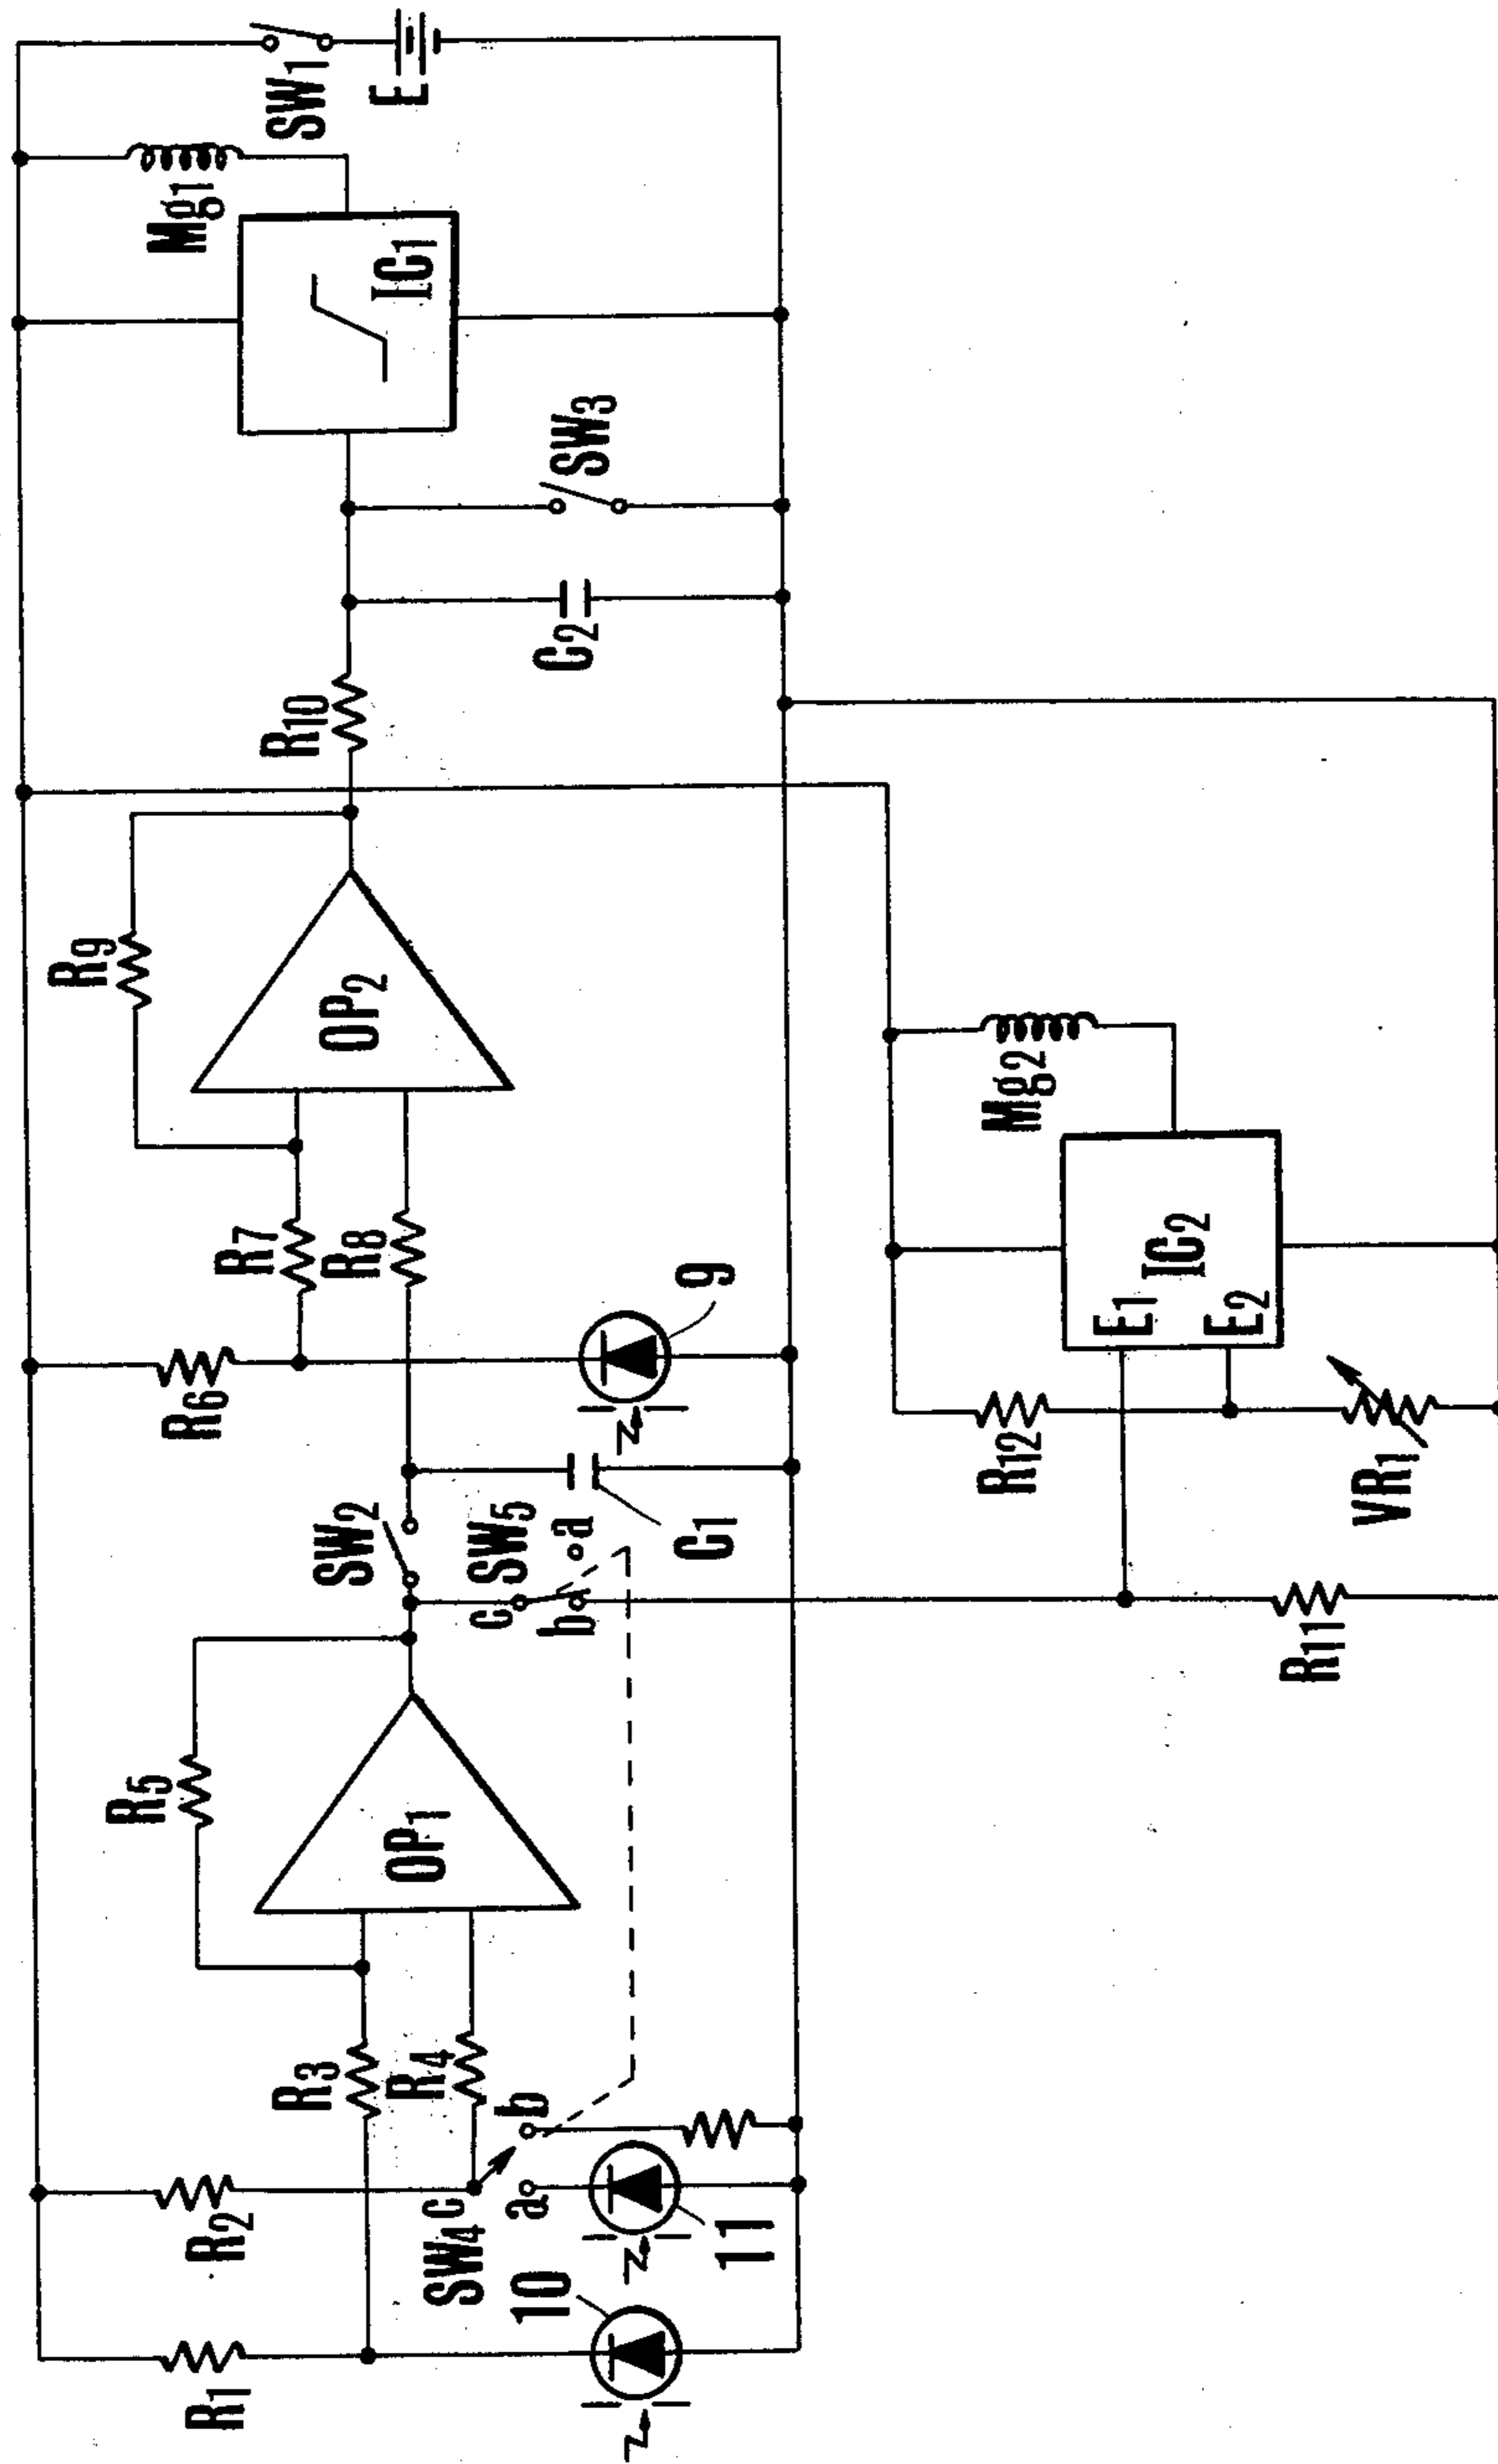 R1
R2
R3
R4
R5
OP1
SW4
c
a
b
10
11
SW2
SW5
c
b
a
C1
R6
R7
R8
9
R9
OP2
R10
C2
SW3
IC1
Mg1
SW1
E
R11
R12
VR1
E1
E2
IC2
Mg2